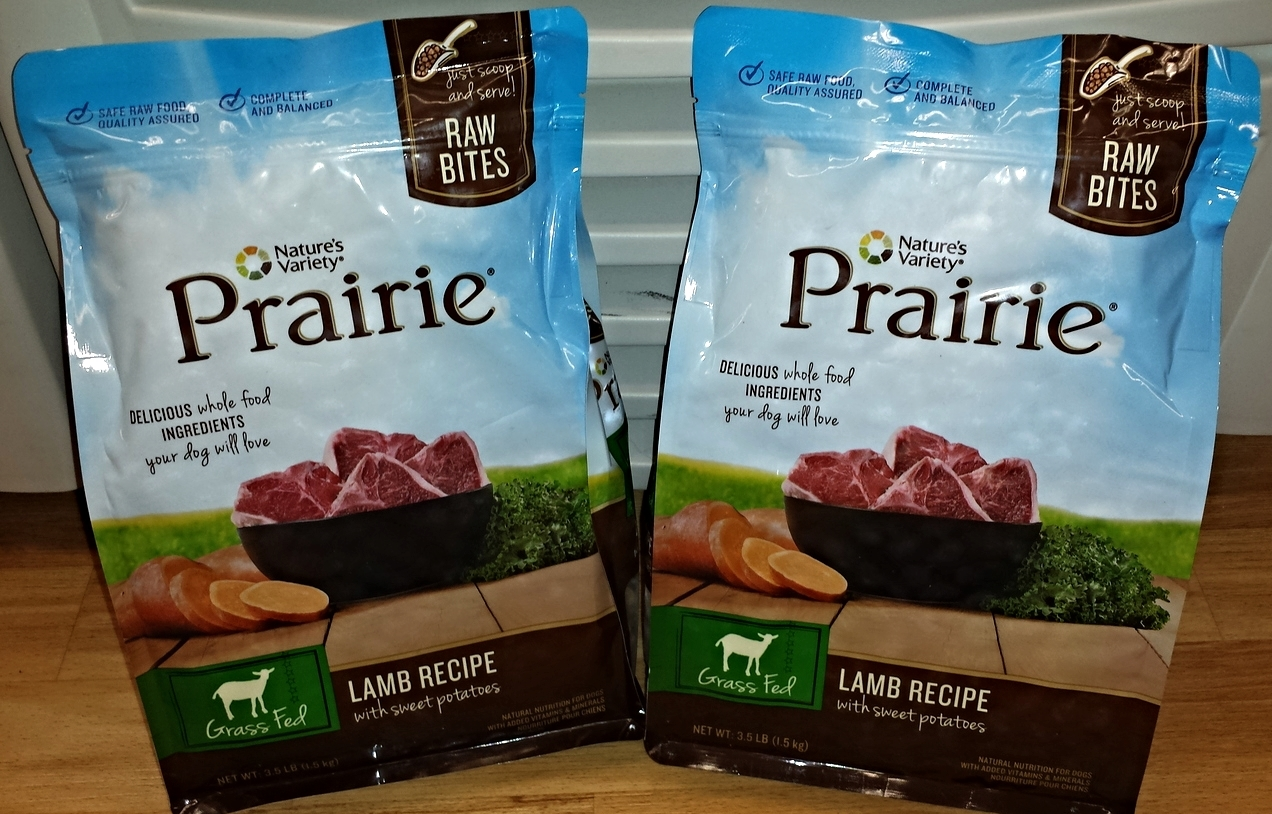 SAFE RAW FOOD,
QUALITY ASSURED
COMPLETE
AND BALANCED
just scoop
and serve!
RAW
BITES
Nature's
Variety®
Prairie®
DELICIOUS whole food
INGREDIENTS
your dog will love
Grass Fed
LAMB RECIPE
with sweet potatoes
NATURAL NUTRITION FOR DOGS
WITH ADDED VITAMINS & MINERALS
NOURRITURE POUR CHIENS
NET WT: 3.5 LB (1.5 kg)
SAFE RAW FOOD,
QUALITY ASSURED
COMPLETE
AND BALANCED
just scoop
and serve!
RAW
BITES
Nature's
Variety®
Prairie®
DELICIOUS whole food
INGREDIENTS
your dog will love
Grass Fed
LAMB RECIPE
with sweet potatoes
NET WT: 3.5 LB (1.5 kg)
NATURAL NUTRITION FOR DOGS
WITH ADDED VITAMINS & MINERALS
NOURRITURE POUR CHIENS